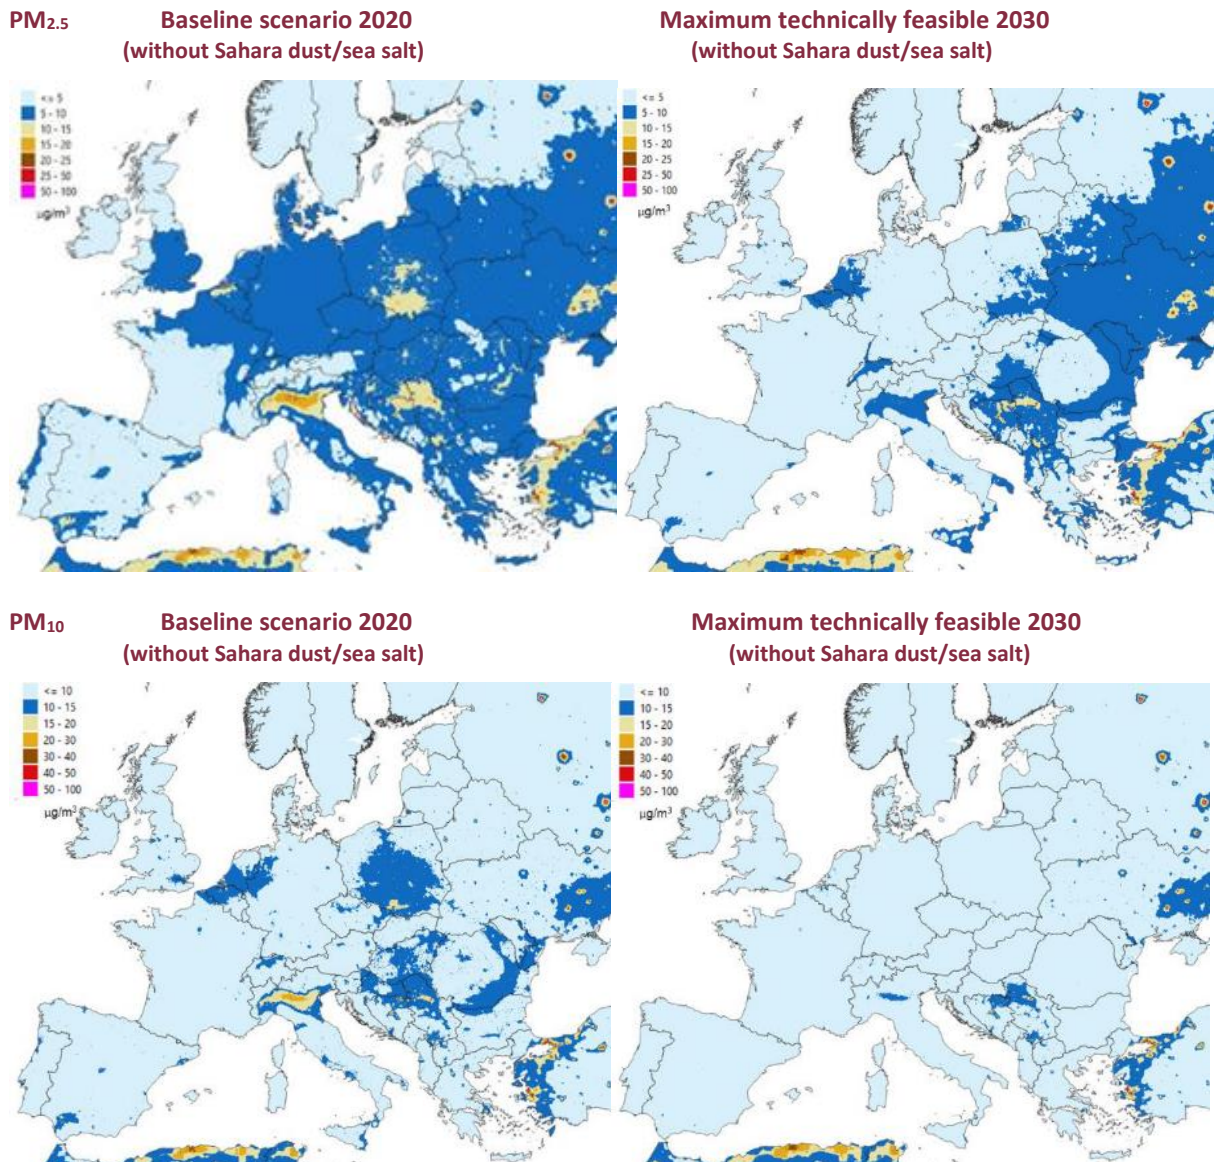 PM2.5 Baseline scenario 2020 Maximum technically feasible 2030
(without Sahara dust/sea salt) (without Sahara dust/sea salt)
<= 5
5 - 10
10 - 15
15 - 20
20 - 25
25 - 50
50 - 100
µg/m³
<= 5
5 - 10
10 - 15
15 - 20
20 - 25
25 - 50
50 - 100
µg/m³
PM10 Baseline scenario 2020 Maximum technically feasible 2030
(without Sahara dust/sea salt) (without Sahara dust/sea salt)
<= 10
10 - 15
15 - 20
20 - 30
30 - 40
40 - 50
50 - 100
µg/m³
<= 10
10 - 15
15 - 20
20 - 30
30 - 40
40 - 50
50 - 100
µg/m³